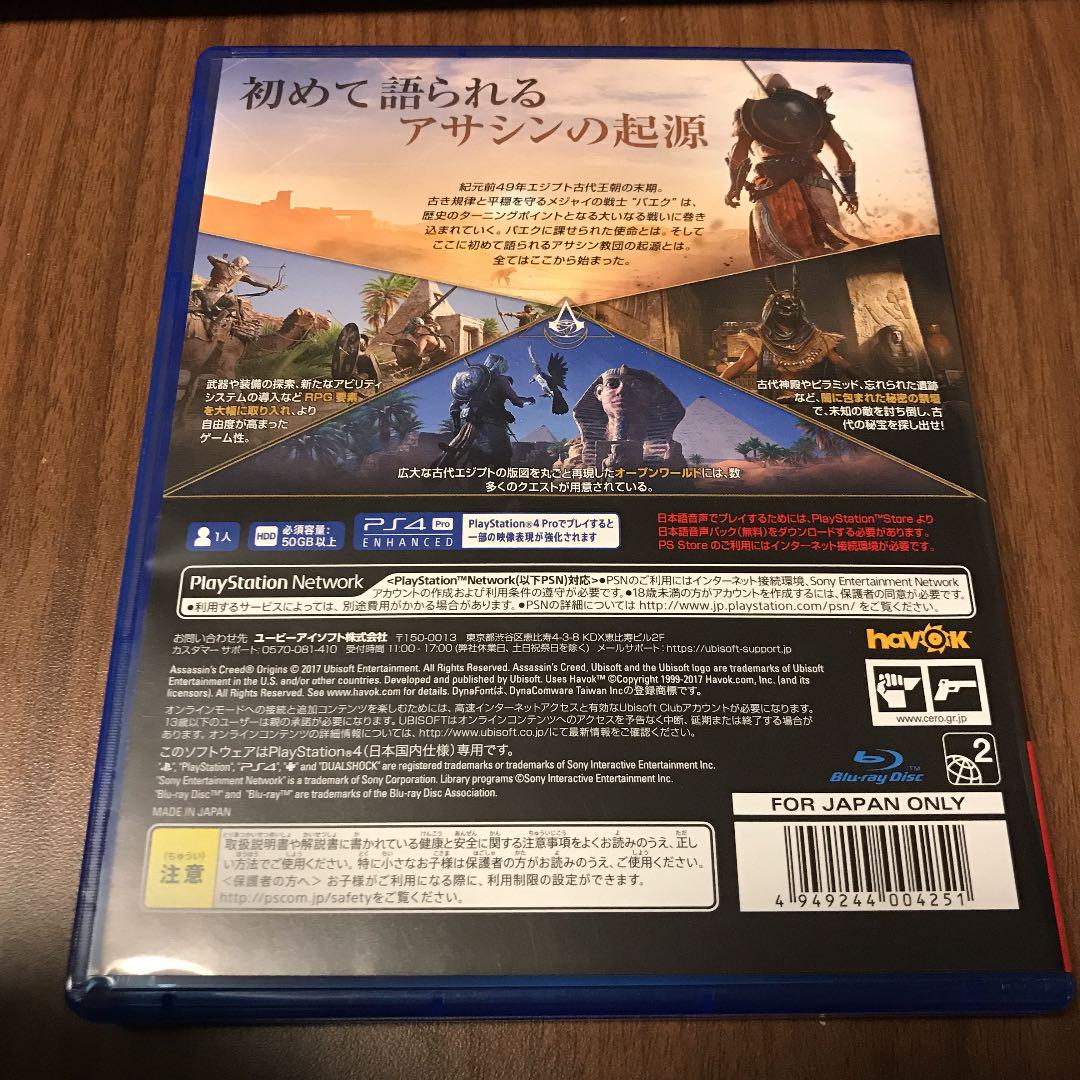 初めて語られる
アサシンの起源
紀元前49年エジプト古代王朝の末期。
古き規律と平穏を守るメジャイの戦士 "バエク" は、
歴史のターニングポイントとなる大いなる戦いに巻き
込まれていく。バエクに課せられた使命とは。そして
ここに初めて語られるアサシン教団の起源とは。
全てはここから始まった。
武器や装備の探索、新たなアビリティ
システムの導入など RPG 要素
を大幅に取り入れ、より
自由度が高まった
ゲーム性。
古代神殿やピラミッド、忘れられた遺跡
など、闇に包まれた秘密の祭壇
で、未知の敵を討ち倒し、古
代の秘宝を探し出せ!
広大な古代エジプトの版図を丸ごと再現したオープンワールドには、数
多くのクエストが用意されている。
1人
HDD 必須容量:
50GB以上
PS4 Pro
ENHANCED
PlayStation®4 Proでプレイすると
一部の映像表現が強化されます
日本語音声でプレイするためには、PlayStation™Store より
日本語音声パック(無料)をダウンロードする必要があります。
PS Store のご利用にはインターネット接続環境が必要です。
PlayStation Network
<PlayStation™Network(以下PSN)対応>●PSNのご利用にはインターネット接続環境、Sony Entertainment Network
アカウントの作成および利用条件の遵守が必要です。●18歳未満の方がアカウントを作成するには、保護者の同意が必要です。
●利用するサービスによっては、別途費用がかかる場合があります。●PSNの詳細については http://www.jp.playstation.com/psn/ をご覧ください。
お問い合わせ先 ユービーアイソフト株式会社 〒150-0013 東京都渋谷区恵比寿4-3-8 KDX恵比寿ビル2F
カスタマー サポート: 0570-081-410 受付時間 11:00 - 17:00 (弊社休業日、土日祝祭日を除く) メールサポート: https://ubisoft-support.jp
havok
Assassin's Creed® Origins © 2017 Ubisoft Entertainment. All Rights Reserved. Assassin's Creed, Ubisoft and the Ubisoft logo are trademarks of Ubisoft
Entertainment in the U.S. and/or other countries. Developed and published by Ubisoft. Uses Havok™ ©Copyright 1999-2017 Havok.com, Inc. (and its
licensors). All Rights Reserved. See www.havok.com for details. DynaFontは、DynaComware Taiwan Incの登録商標です。
オンラインモードへの接続と追加コンテンツを楽しむためには、高速インターネットアクセスと有効なUbisoft Clubアカウントが必要になります。
13歳以下のユーザーは親の承諾が必要になります。UBISOFTはオンラインコンテンツへのアクセスを予告なく中断、延期または終了する場合が
あります。オンラインコンテンツの詳細情報については、http://www.ubisoft.co.jp/にて最新情報をご確認ください。
www.cero.gr.jp
このソフトウェアはPlayStation®4(日本国内仕様)専用です。
"", "PlayStation", "PS4", "" and "DUALSHOCK" are registered trademarks or trademarks of Sony Interactive Entertainment Inc.
"Sony Entertainment Network" is a trademark of Sony Corporation. Library programs ©Sony Interactive Entertainment Inc.
"Blu-ray Disc™" and "Blu-ray™" are trademarks of the Blu-ray Disc Association.
MADE IN JAPAN
Blu-ray Disc™
2
FOR JAPAN ONLY
(ちゅうい)
注意
取扱説明書や解説書に書かれている健康と安全に関する注意事項をよくお読みのうえ、正し
い方法でご使用ください。特に小さなお子様は保護者の方がお読みのうえ、ご使用ください。
<保護者の方へ> お子様がご利用になる際に、利用制限の設定ができます。
http://pscom.jp/safetyをご覧ください。
4 949244 004251